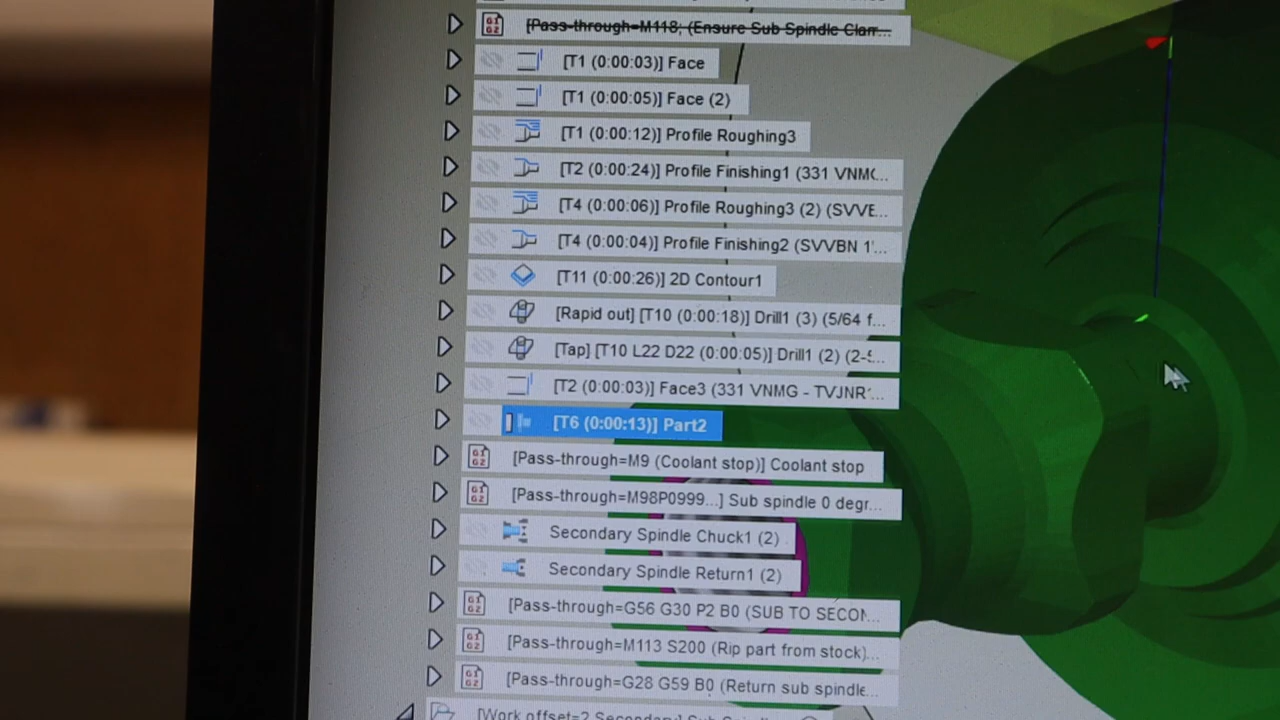 [Pass-through=M118; (Ensure Sub Spindle Clam...
[T1 (0:00:03)] Face
[T1 (0:00:05)] Face (2)
[T1 (0:00:12)] Profile Roughing3
[T2 (0:00:24)] Profile Finishing1 (331 VNMG...
[T4 (0:00:06)] Profile Roughing3 (2) (SVVB...
[T4 (0:00:04)] Profile Finishing2 (SVVBN 1'...
[T11 (0:00:26)] 2D Contour1
[Rapid out] [T10 (0:00:18)] Drill1 (3) (5/64 f...
[Tap] [T10 L22 D22 (0:00:05)] Drill1 (2) (2-5...
[T2 (0:00:03)] Face3 (331 VNMG - TVJNR'...
[T6 (0:00:13)] Part2
[Pass-through=M9 (Coolant stop)] Coolant stop
[Pass-through=M98P0999...] Sub spindle 0 degr...
Secondary Spindle Chuck1 (2)
Secondary Spindle Return1 (2)
[Pass-through=G56 G30 P2 B0 (SUB TO SECON...
[Pass-through=M113 S200 (Rip part from stock)...
[Pass-through=G28 G59 B0 (Return sub spindle...
[Work offset=2 Secondary]